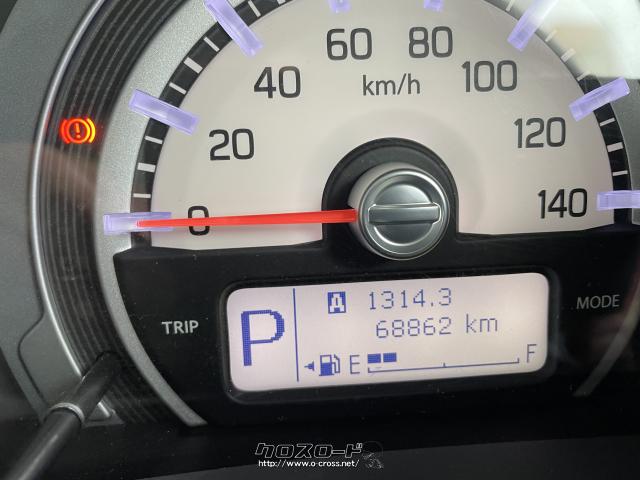 60 80
40 km/h 100
20 120
0 140
TRIP MODE
P A 1314.3
68862 km
E F
クロスロード
http://www.o-cross.net/